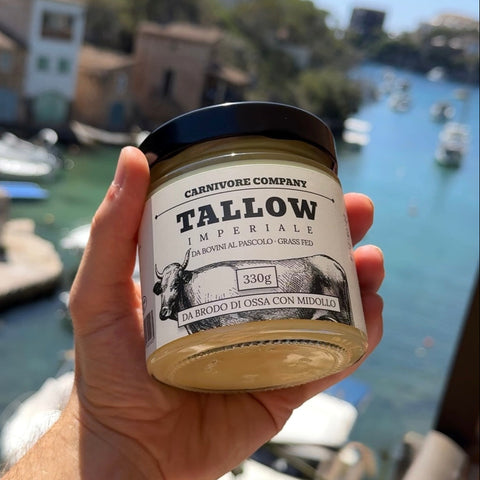 CARNIVORE COMPANY
TALLOW
IMPERIALE
DA BOVINI AL PASCOLO - GRASS FED
330g
DA BRODO DI OSSA CON MIDOLLO